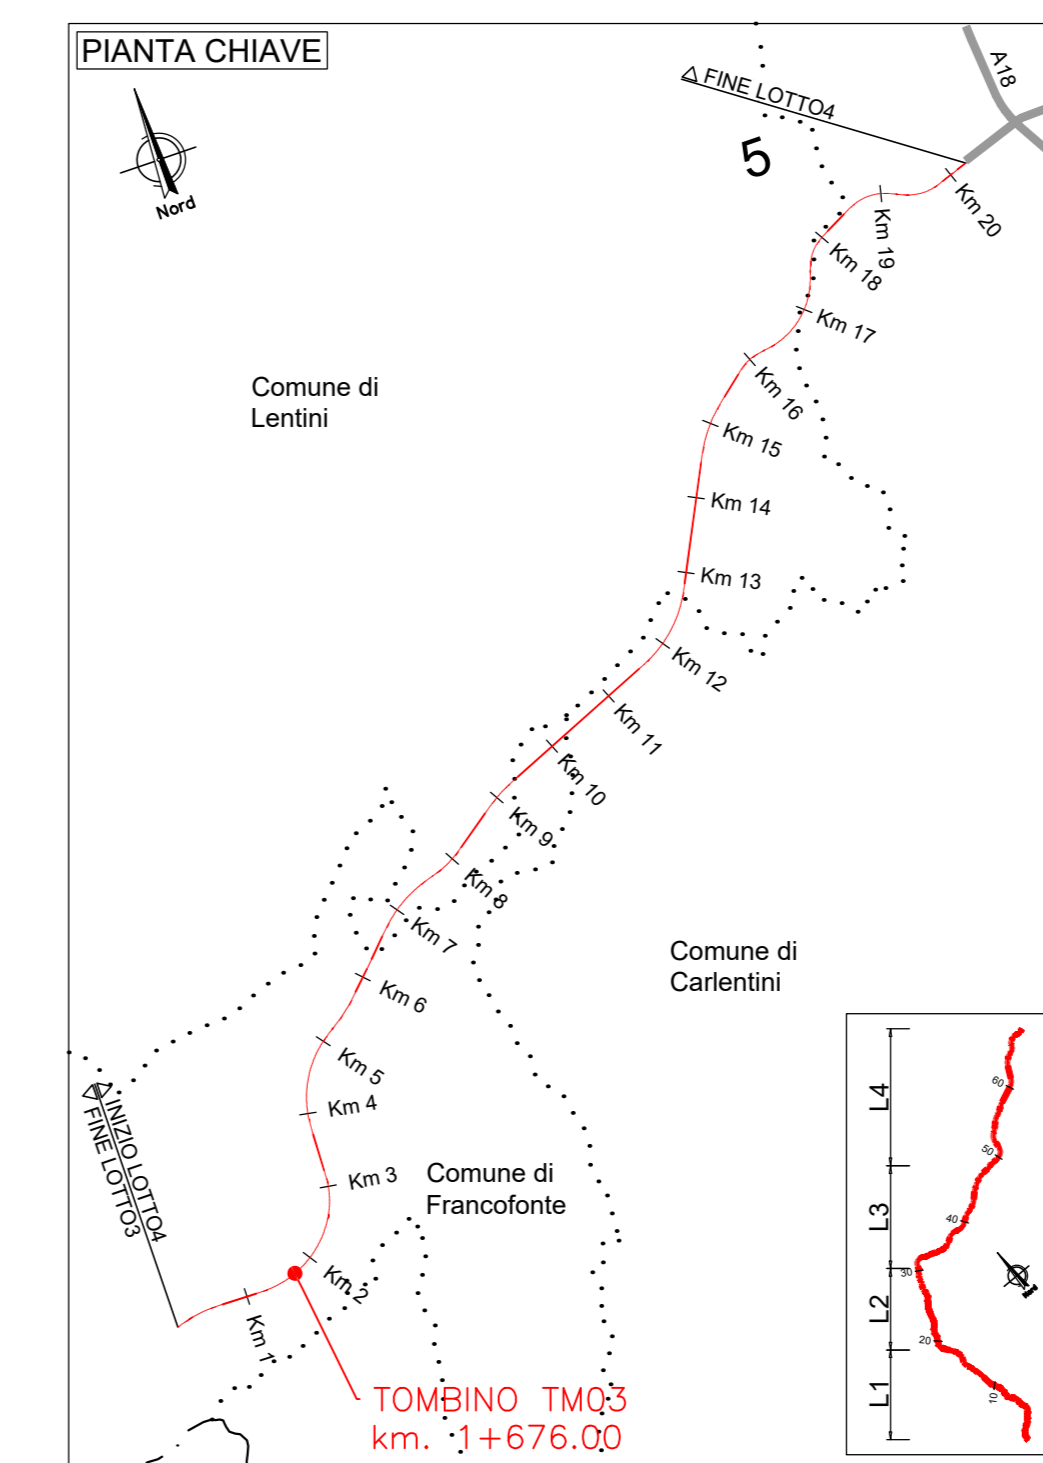 PIANTA CHIAVE
Nord
FINE LOTTO4
A18
5
Km 20
Km 19
Km 18
Km 17
Comune di
Lentini
Km 16
Km 15
Km 14
Km 13
Km 12
Km 11
Km 10
Km 9
Km 8
Km 7
Comune di
Carlentini
Km 6
Km 5
Km 4
INIZIO LOTTO4
FINE LOTTO3
Km 3
Comune di
Francofonte
Km 2
Km 1
TOMBINO TM03
km. 1+676.00
L4
60
50
L3
40
30
L2
20
L1
10